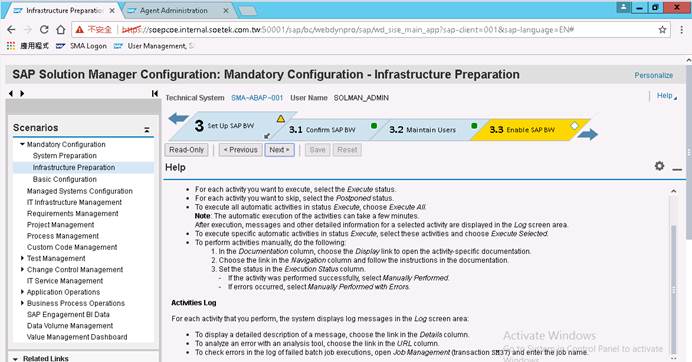 Infrastructure Preparation
Agent Administration
不安全 https://soepcoe.internal.soetek.com.tw:50001/sap/bc/webdynpro/sap/wd_sise_main_app?sap-client=001&sap-language=EN#
應用程式 SMA Logon User Management, S
SAP Solution Manager Configuration: Mandatory Configuration - Infrastructure Preparation
Personalize
Technical System SMA-ABAP-001 User Name SOLMAN_ADMIN
Help
Scenarios
3 Set Up SAP BW
3.1 Confirm SAP BW
3.2 Maintain Users
3.3 Enable SAP BW
Read-Only < Previous Next > Save Reset
Help
Mandatory Configuration
System Preparation
Infrastructure Preparation
Basic Configuration
Managed Systems Configuration
IT Infrastructure Management
Requirements Management
Project Management
Process Management
Custom Code Management
Test Management
Change Control Management
IT Service Management
Application Operations
Business Process Operations
SAP Engagement BI Data
Data Volume Management
Value Management Dashboard
Related Links
• For each activity you want to execute, select the Execute status.
• For each activity you want to skip, select the Postponed status.
• To execute all automatic activities in status Execute, choose Execute All.
Note: The automatic execution of the activities can take a few minutes.
After execution, messages and other detailed information for a selected activity are displayed in the Log screen area.
• To execute specific automatic activities in status Execute, select these activities and choose Execute Selected.
• To perform activities manually, do the following:
1. In the Documentation column, choose the Display link to open the activity-specific documentation.
2. Choose the link in the Navigation column and follow the instructions in the documentation.
3. Set the status in the Execution Status column.
- If the activity was performed successfully, select Manually Performed.
- If errors occurred, select Manually Performed with Errors.
Activities Log
For each activity that you perform, the system displays log messages in the Log screen area:
• To display a detailed description of a message, choose the link in the Details column.
• To analyze an error with an analysis tool, choose the link in the URL column.
• To check errors in the log of failed batch job executions, open Job Management (transaction SM37) and enter the job name.
Activate Windows
Go to System in Control Panel to activate
Windows.